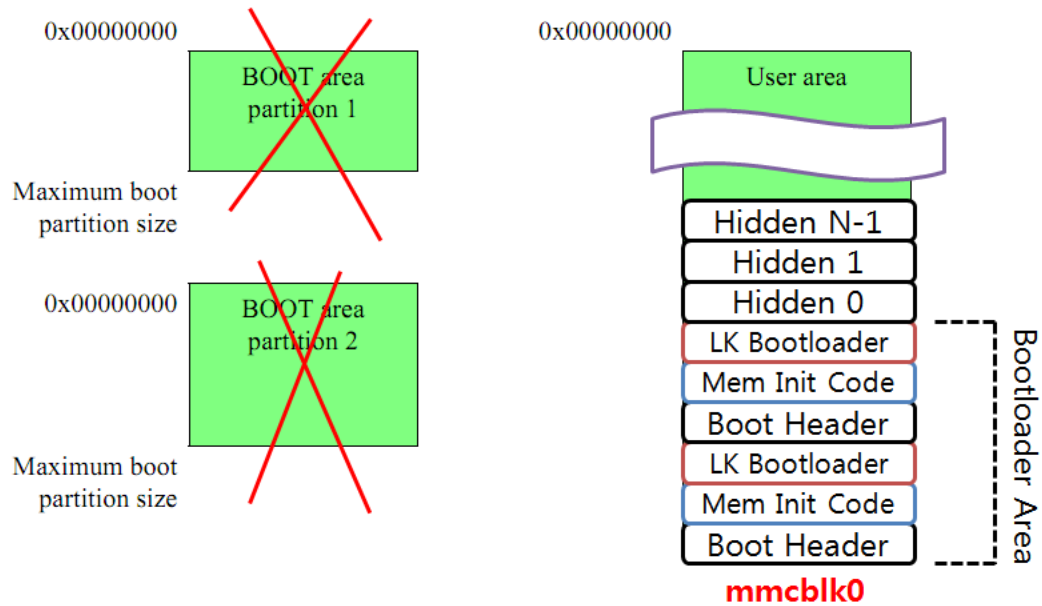 0x00000000
BOOT area
partition 1
Maximum boot
partition size
0x00000000
BOOT area
partition 2
Maximum boot
partition size
0x00000000
User area
Hidden N-1
Hidden 1
Hidden 0
LK Bootloader
Mem Init Code
Boot Header
LK Bootloader
Mem Init Code
Boot Header
Bootloader Area
mmcblk0